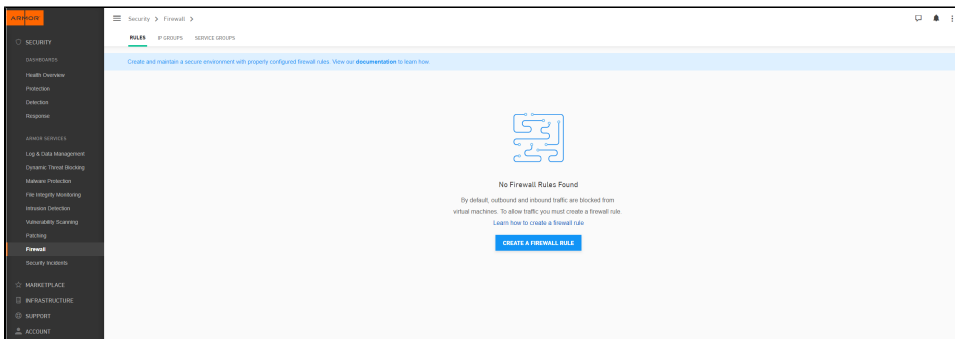 ARMOR
Security > Firewall >
RULES IP GROUPS SERVICE GROUPS
Create and maintain a secure environment with properly configured firewall rules. View our documentation to learn how.
SECURITY
DASHBOARDS
Health Overview
Protection
Detection
Response
ARMOR SERVICES
Log & Data Management
Dynamic Threat Blocking
Malware Protection
File Integrity Monitoring
Intrusion Detection
Vulnerability Scanning
Patching
Firewall
Security Incidents
MARKETPLACE
INFRASTRUCTURE
SUPPORT
ACCOUNT
No Firewall Rules Found
By default, outbound and inbound traffic are blocked from
virtual machines. To allow traffic you must create a firewall rule
Learn how to create a firewall rule
CREATE A FIREWALL RULE